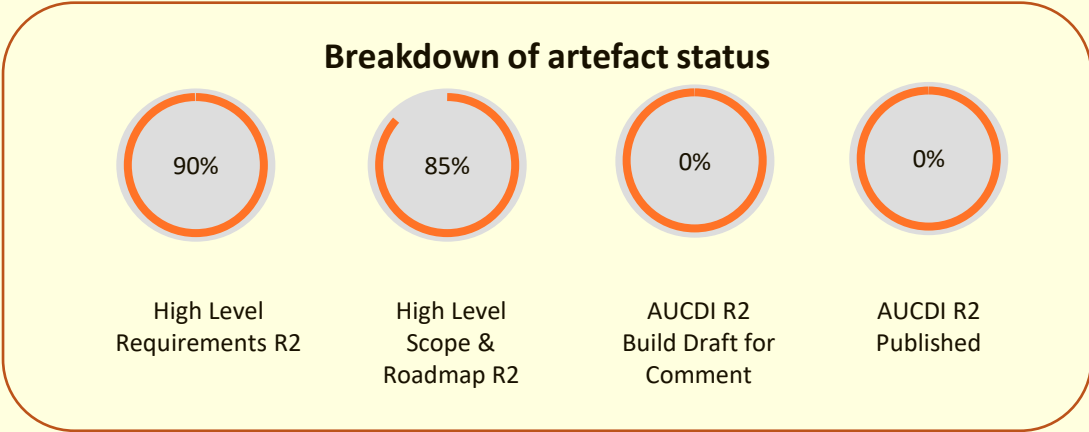 Breakdown of artefact status
90%
85%
0%
0%
High Level
Requirements R2
High Level
Scope &
Roadmap R2
AUCDI R2
Build Draft for
Comment
AUCDI R2
Published